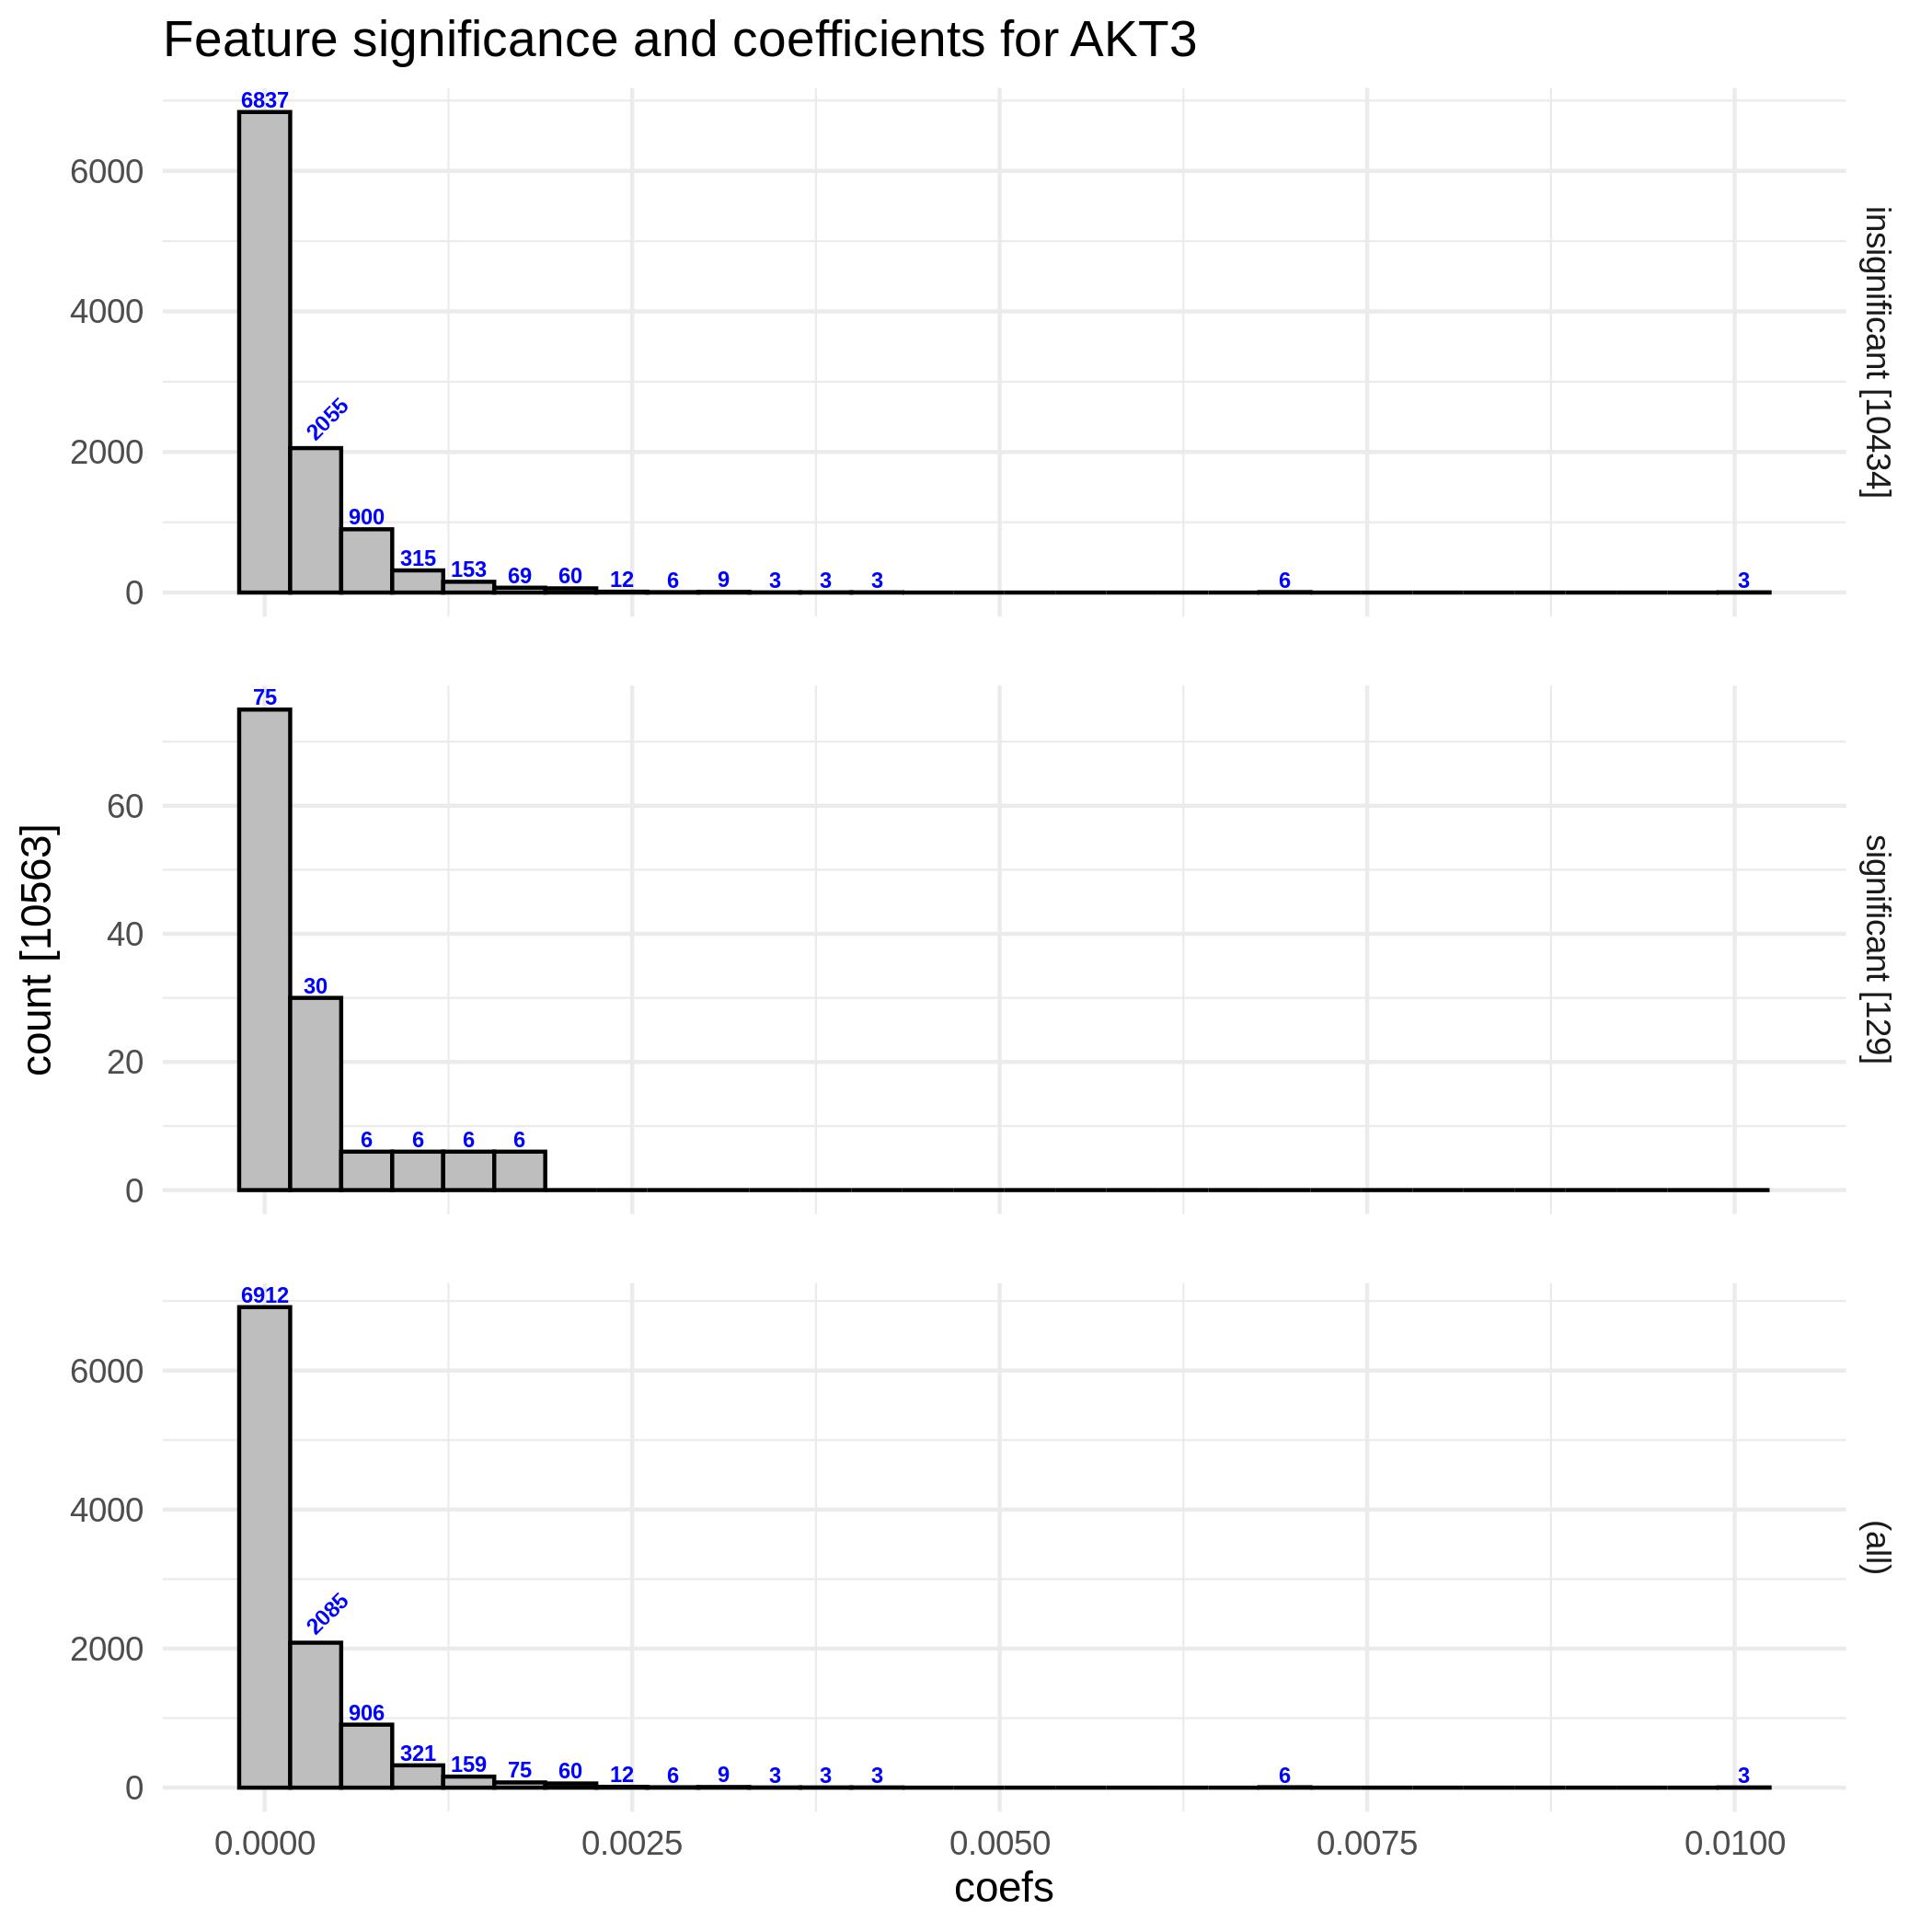 Feature significance and coefficients for AKT3
6837
6000
4000
2055
2000
900
315 153 69 60 12 6 9 3 3 3 6 3
0
insignificant [10434]
75
60
40
30
20
6 6 6 6
0
significant [129]
count [10563]
6912
6000
4000
2085
2000
906
321 159 75 60 12 6 9 3 3 3 6 3
0
(all)
0.0000 0.0025 0.0050 0.0075 0.0100
coefs